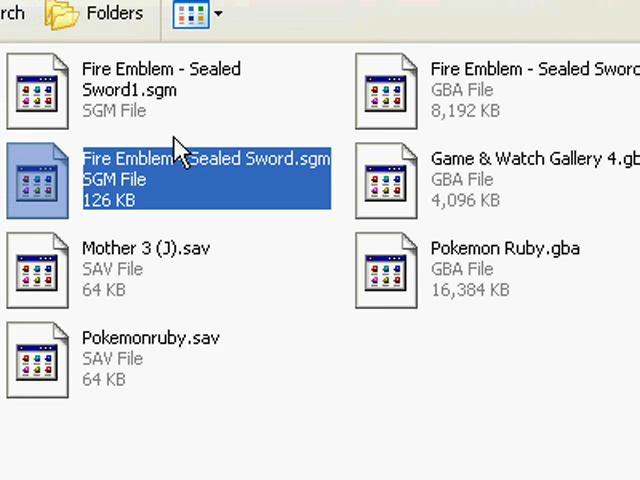 rch Folders
Fire Emblem - Sealed
Sword1.sgm
SGM File
Fire Emblem - Sealed Sword.sgm
SGM File
126 KB
Mother 3 (J).sav
SAV File
64 KB
Pokemonruby.sav
SAV File
64 KB
Fire Emblem - Sealed Sword
GBA File
8,192 KB
Game & Watch Gallery 4.gb
GBA File
4,096 KB
Pokemon Ruby.gba
GBA File
16,384 KB